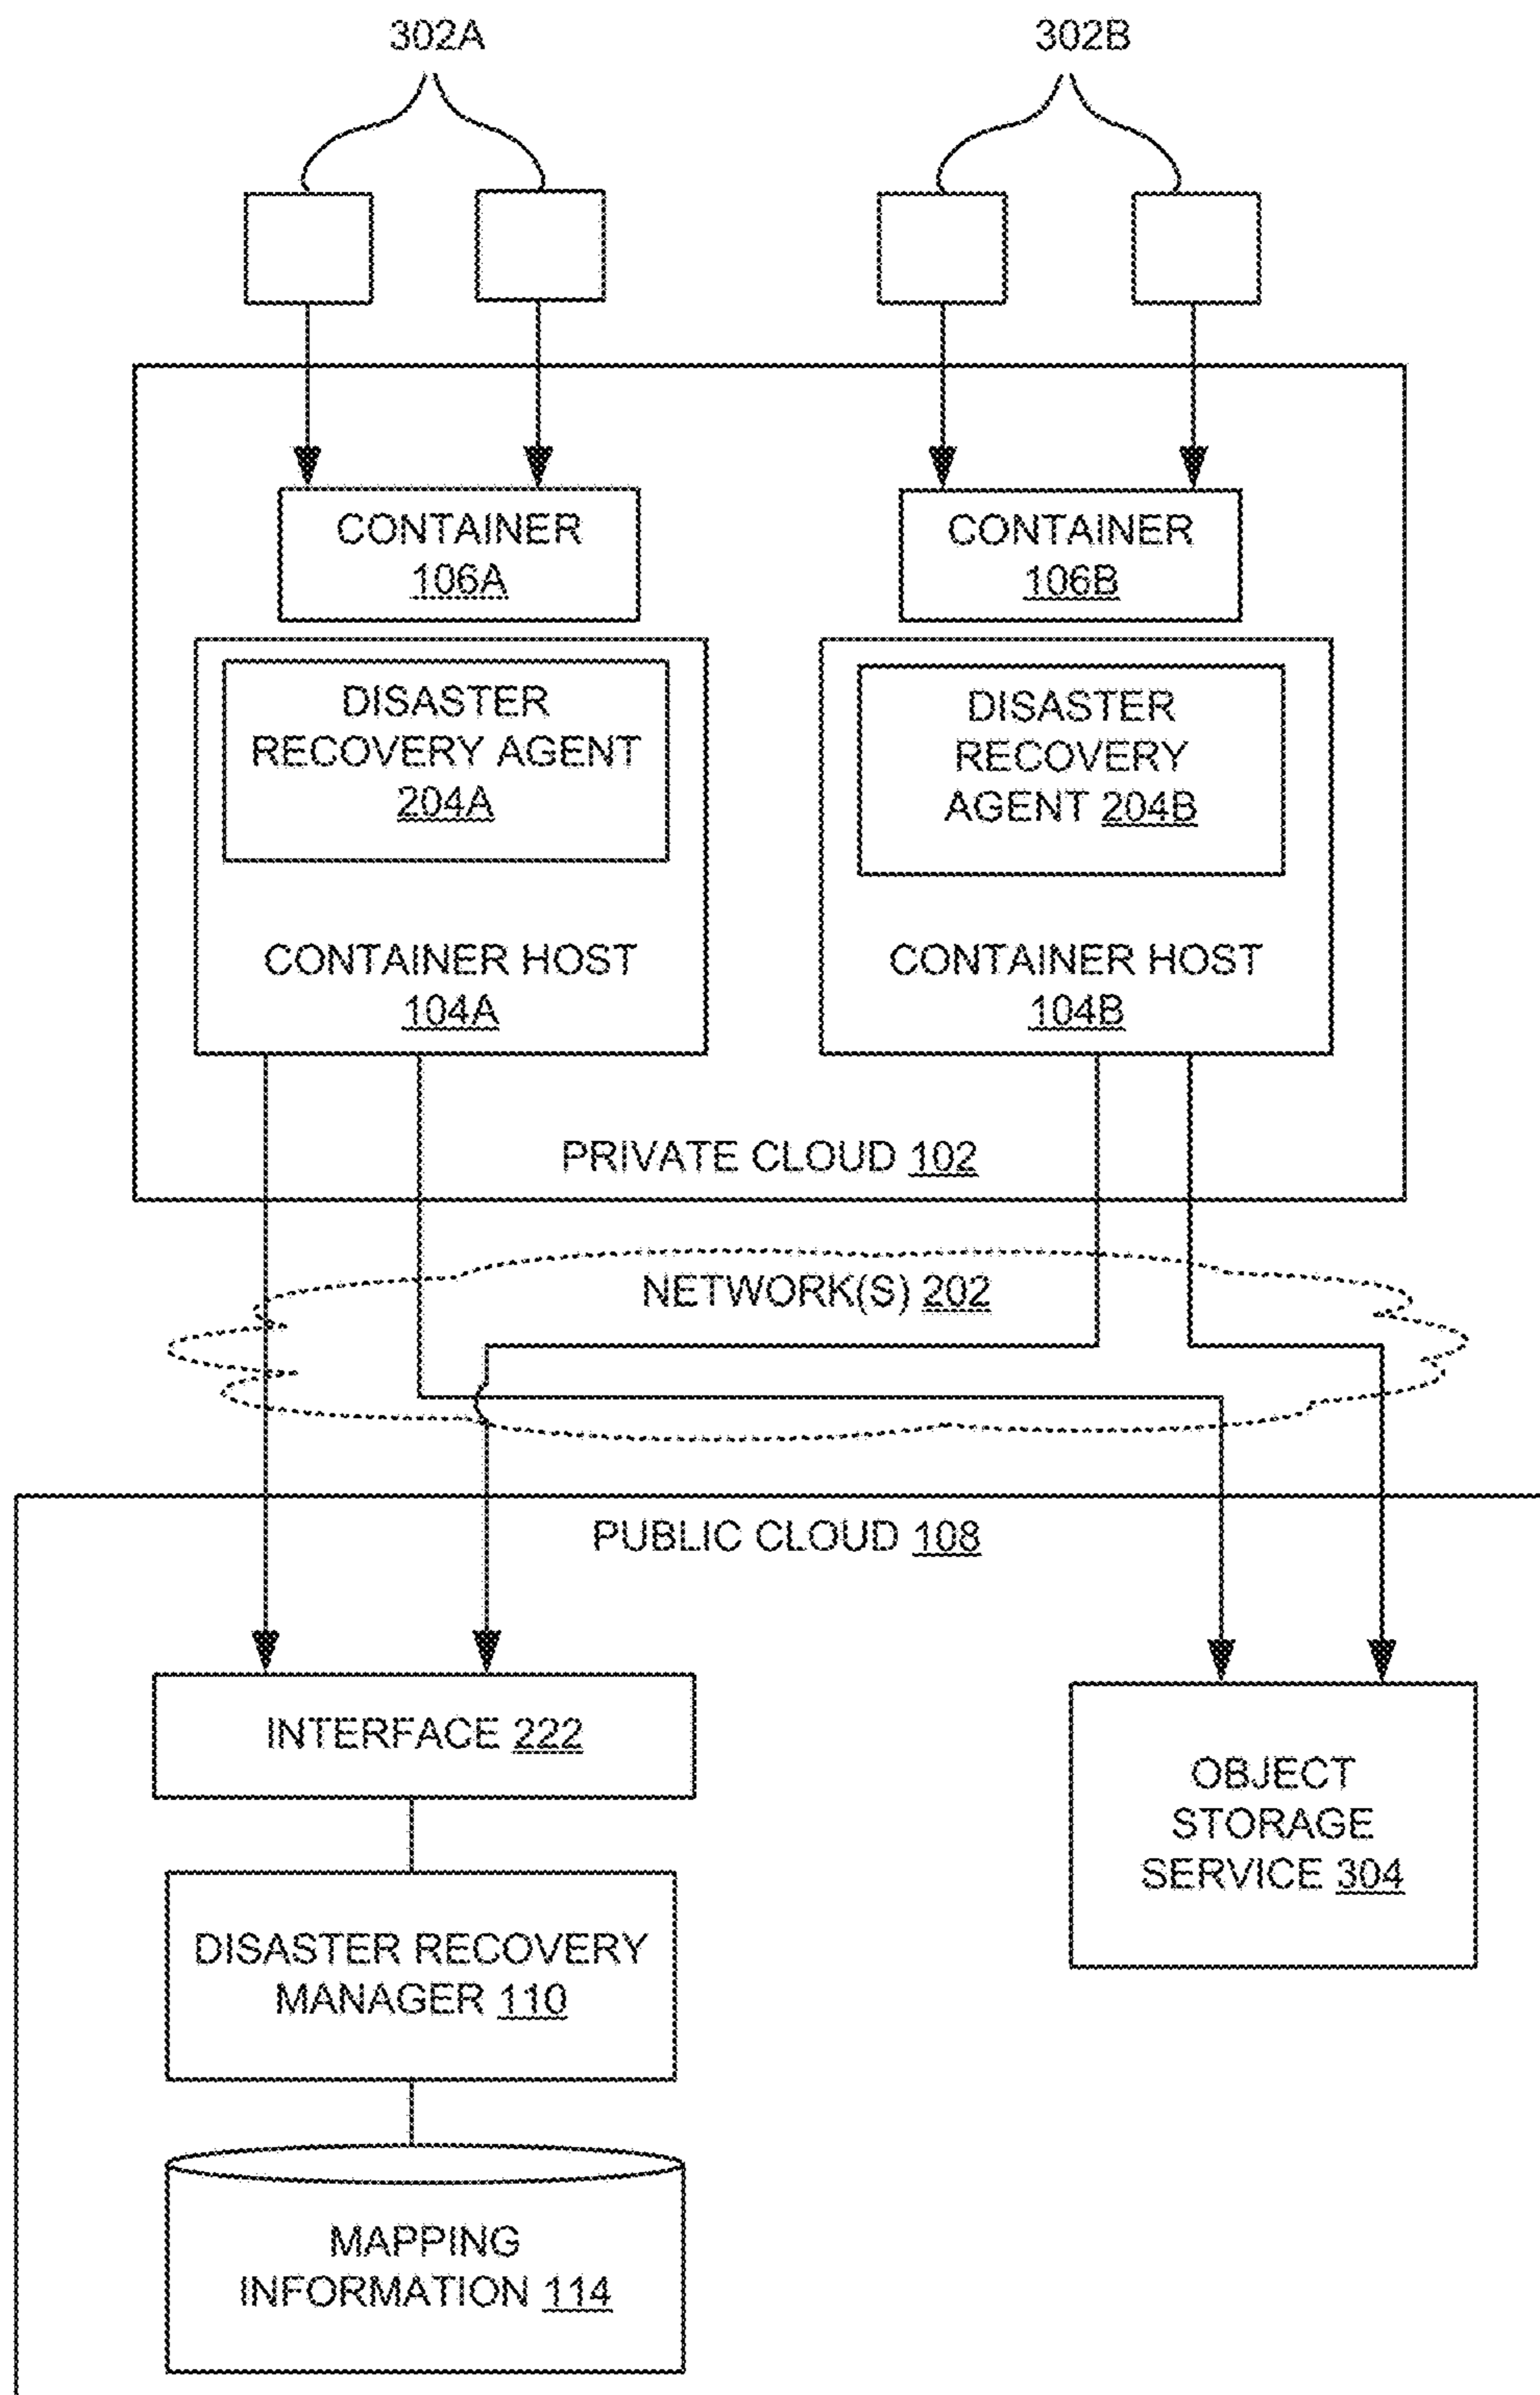 302A
302B
CONTAINER
106A
CONTAINER
106B
DISASTER
RECOVERY AGENT
204A
DISASTER
RECOVERY
AGENT 204B
CONTAINER HOST
104A
CONTAINER HOST
104B
PRIVATE CLOUD 102
NETWORK(S) 202
PUBLIC CLOUD 108
INTERFACE 222
OBJECT
STORAGE
SERVICE 304
DISASTER RECOVERY
MANAGER 110
MAPPING
INFORMATION 114